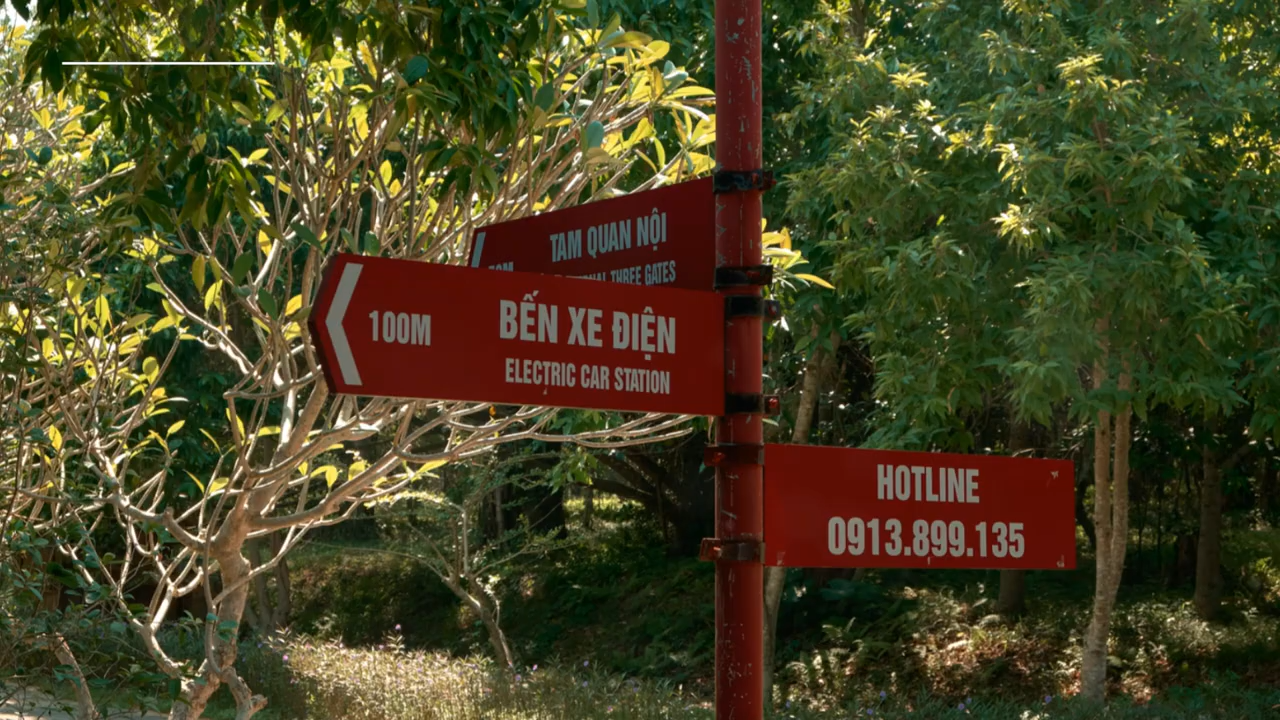 TAM QUAN NỘI
THREE GATES
100M
BẾN XE ĐIỆN
ELECTRIC CAR STATION
HOTLINE
0913.899.135